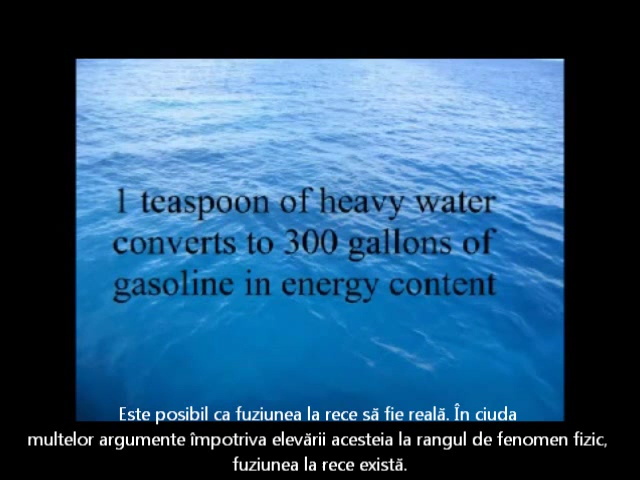 1 teaspoon of heavy water
converts to 300 gallons of
gasoline in energy content
Este posibil ca fuziunea la rece să fie reală. În ciuda
multelor argumente împotriva elevării acesteia la rangul de fenomen fizic,
fuziunea la rece există.